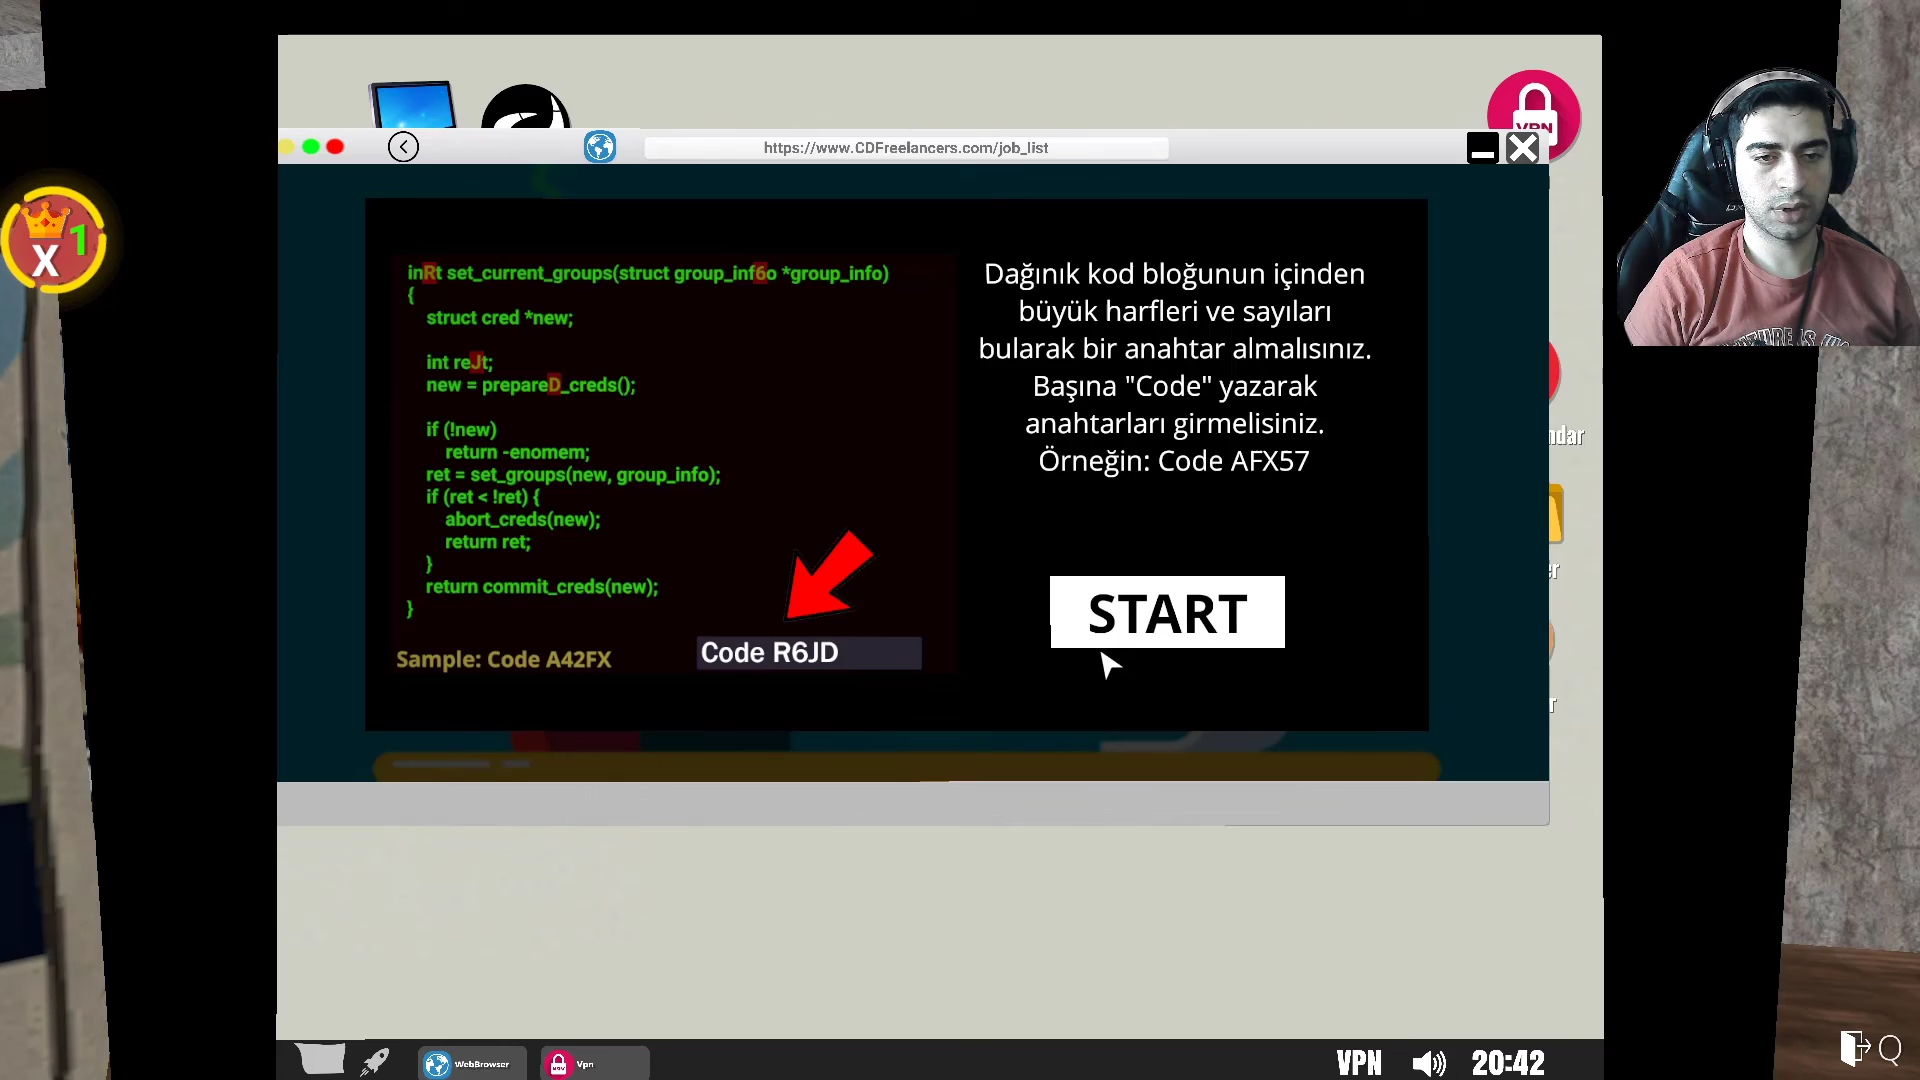 VPN
https://www.CDFreelancers.com/job_list
X 1
inRt set_current_groups(struct group_inf6o *group_info)
{
struct cred *new;
int reJt;
new = prepareD_creds();
if (!new)
return -enomem;
ret = set_groups(new, group_info);
if (ret < !ret) {
abort_creds(new);
return ret;
}
return commit_creds(new);
}
Sample: Code A42FX
Code R6JD
Dağınık kod bloğunun içinden
büyük harfleri ve sayıları
bularak bir anahtar almalısınız.
Başına "Code" yazarak
anahtarları girmelisiniz.
Örneğin: Code AFX57
START
WebBrowser
Vpn
VPN
20:42
Q